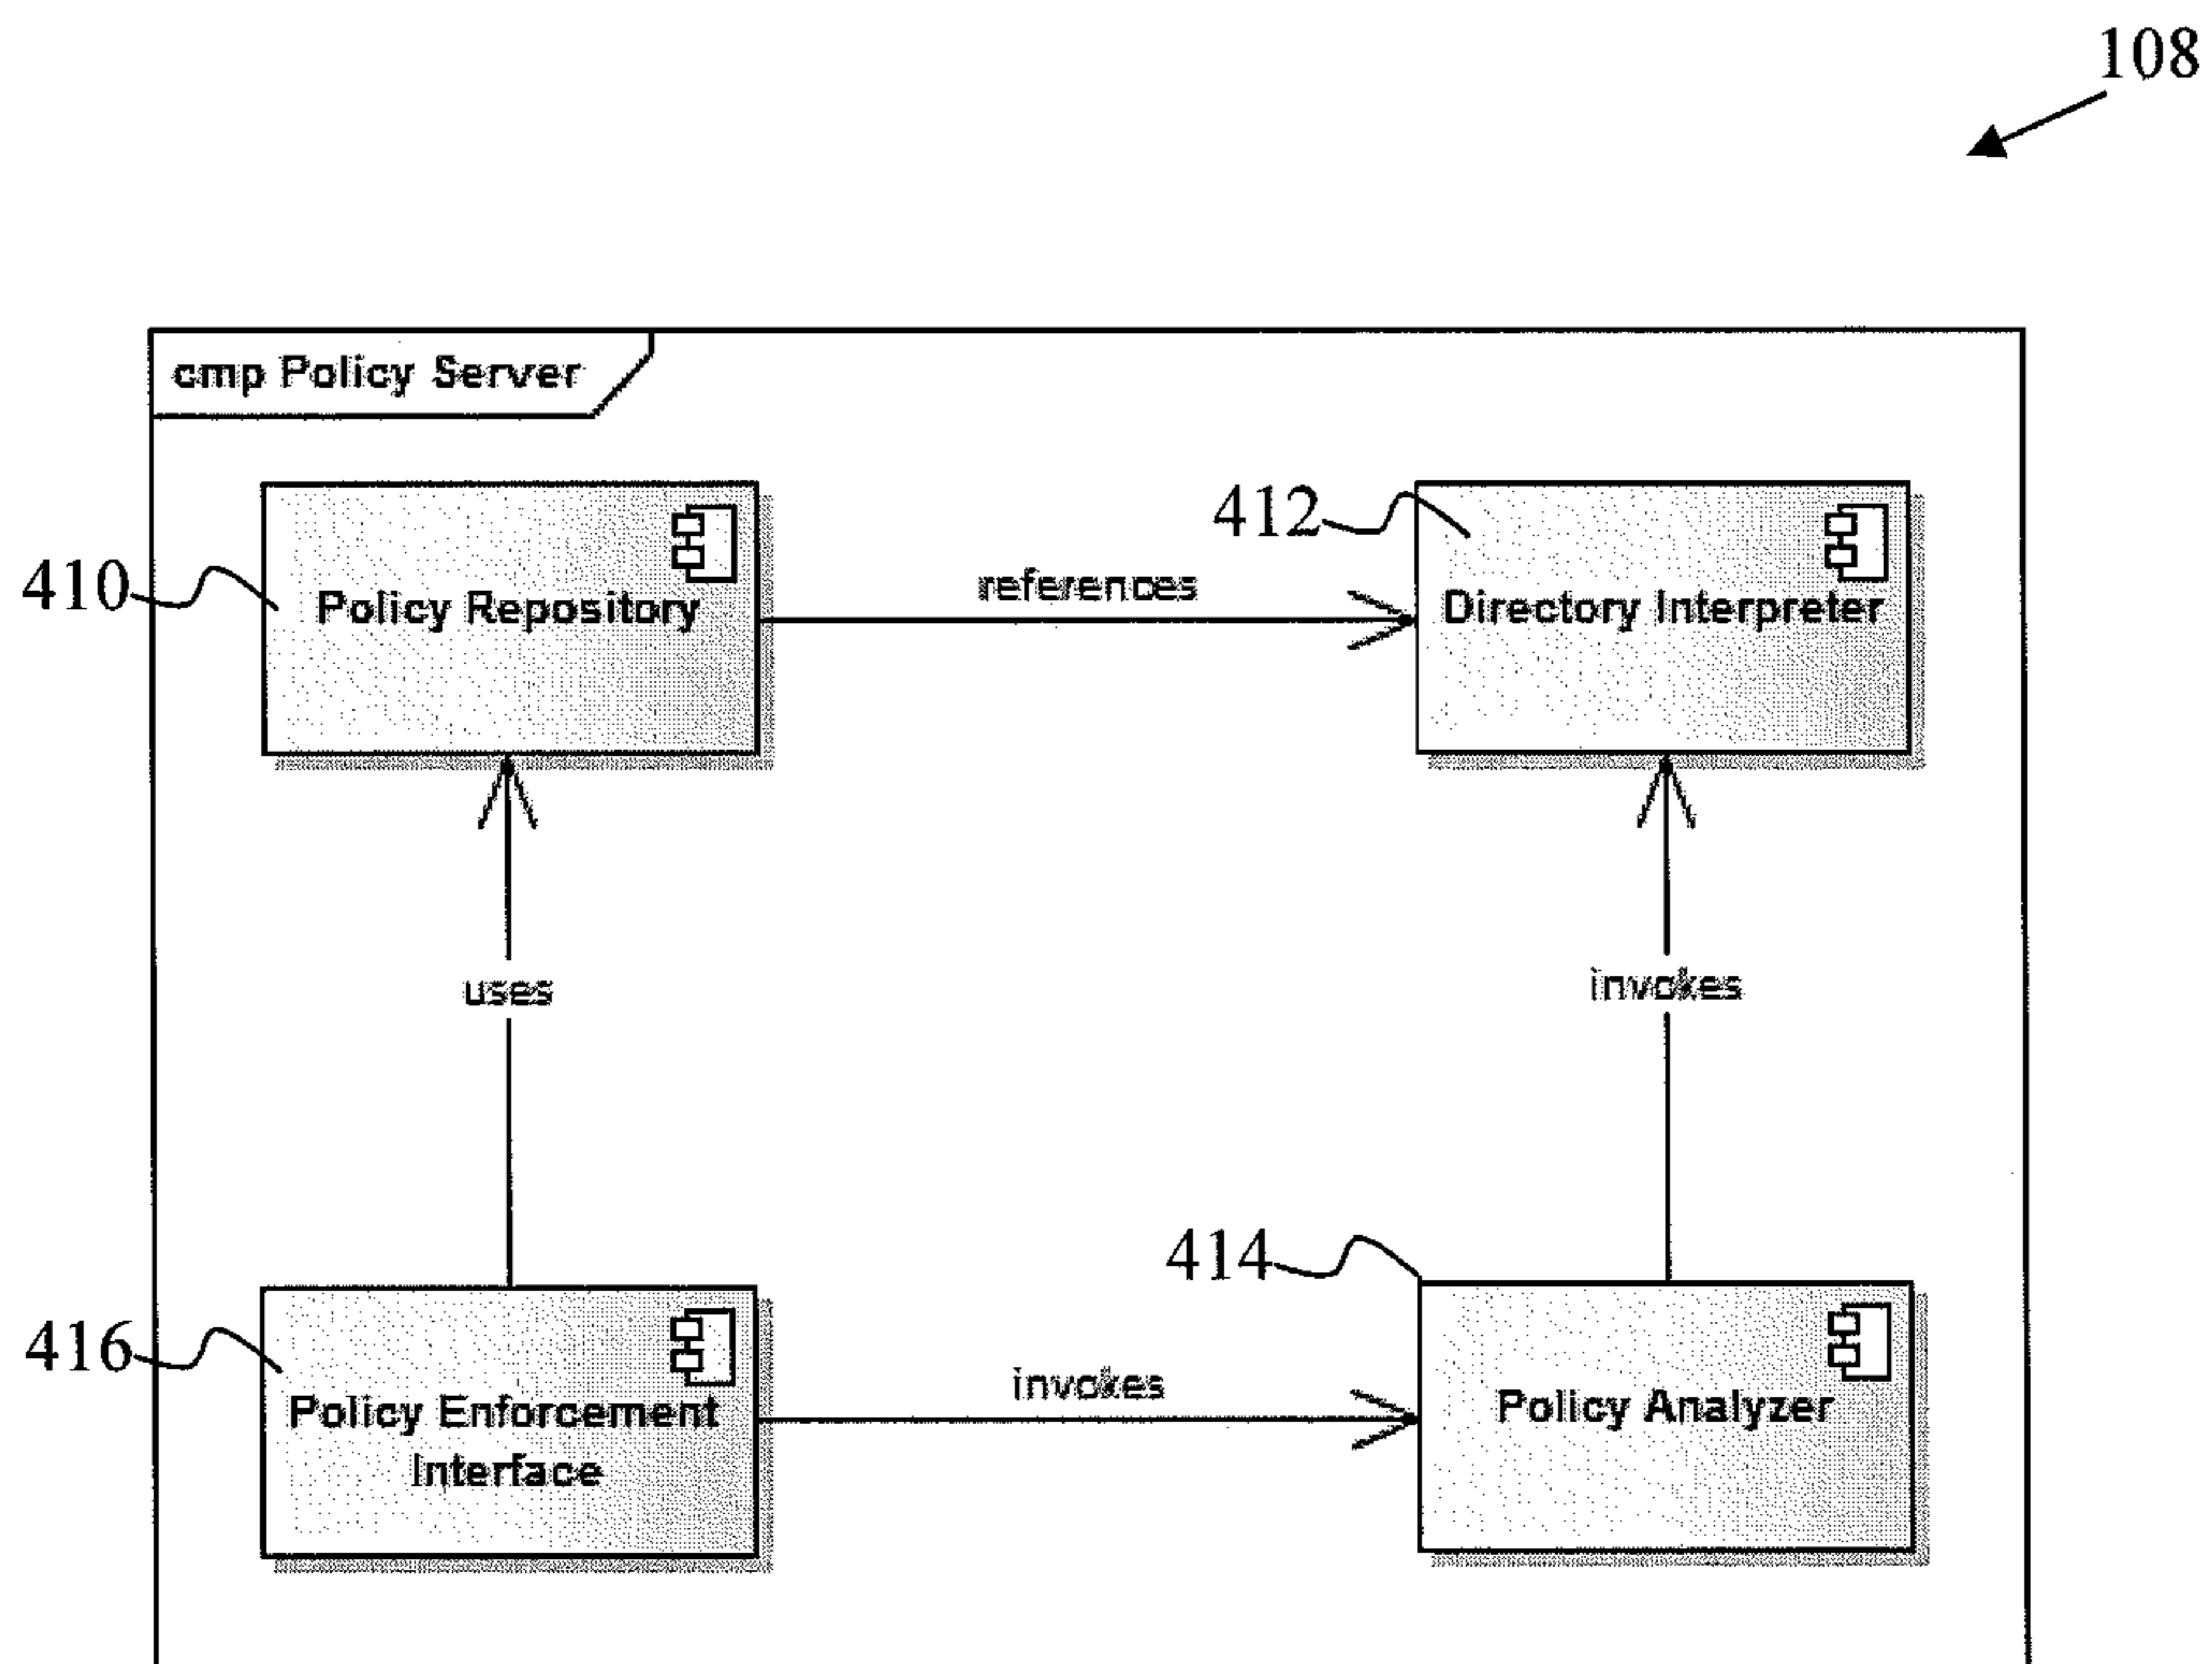 108
cmp Policy Server
410
Policy Repository
references
412
Directory Interpreter
uses
invokes
416
Policy Enforcement
Interface
invokes
414
Policy Analyzer